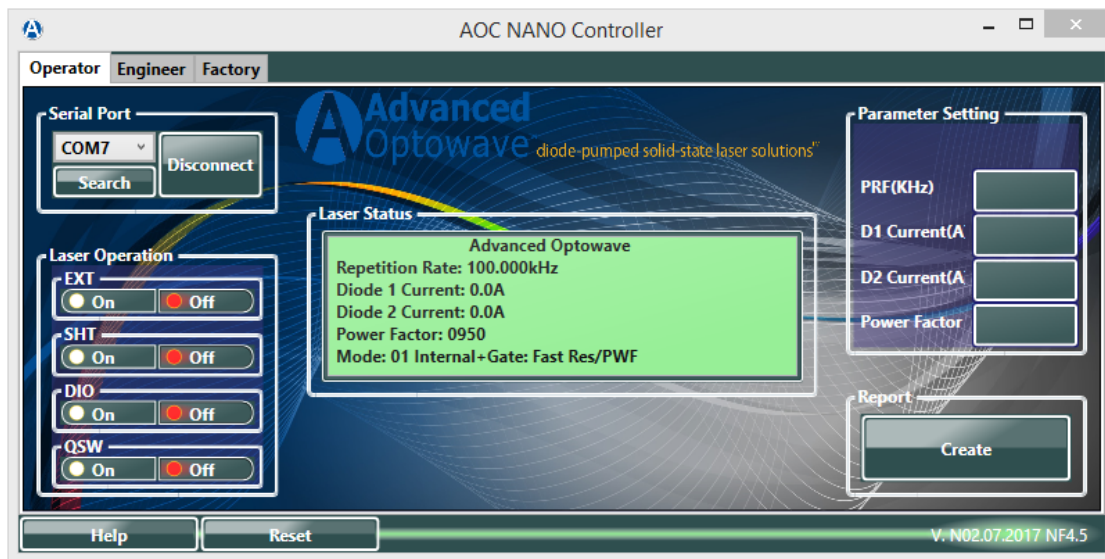 AOC NANO Controller
Operator Engineer Factory
Serial Port
COM7
Disconnect
Search
Advanced
Optowave™
diode-pumped solid-state laser solutions™
Parameter Setting
PRF(KHz)
D1 Current(A
D2 Current(A
Power Factor
Laser Status
Advanced Optowave
Repetition Rate: 100.000kHz
Diode 1 Current: 0.0A
Diode 2 Current: 0.0A
Power Factor: 0950
Mode: 01 Internal+Gate: Fast Res/PWF
Laser Operation
EXT
On Off
SHT
On Off
DIO
On Off
QSW
On Off
Report
Create
Help Reset
V. N02.07.2017 NF4.5